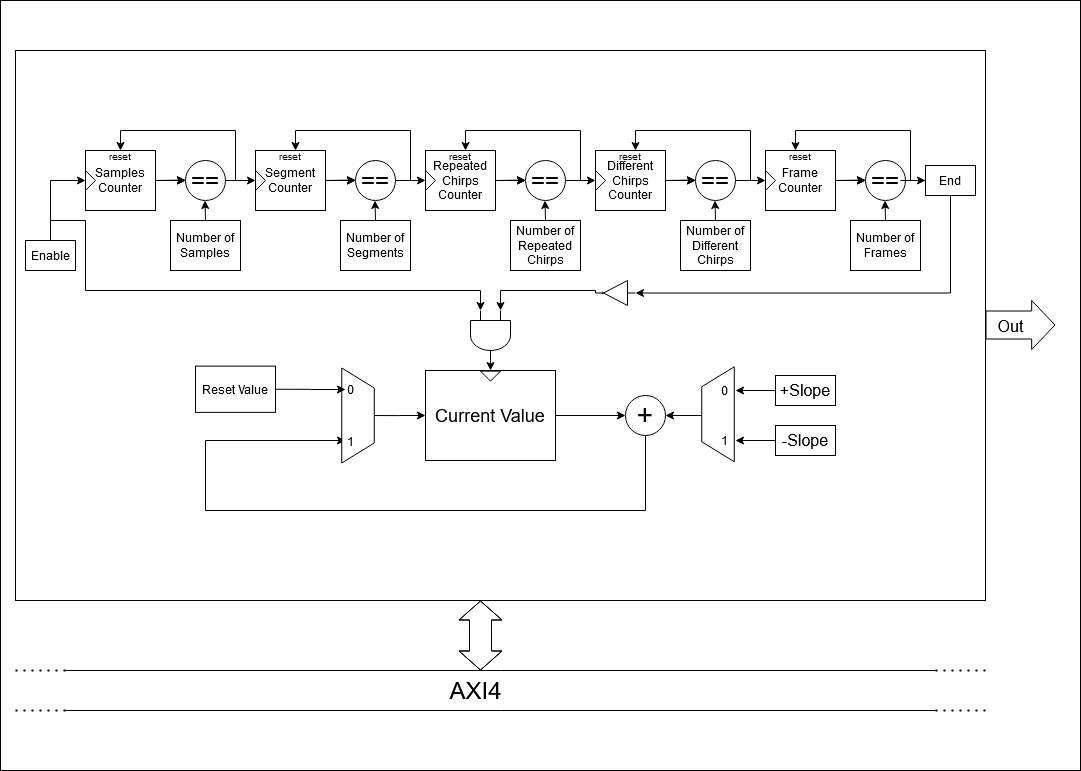 reset
Samples
Counter
==
reset
Segment
Counter
==
reset
Repeated
Chirps
Counter
==
reset
Different
Chirps
Counter
==
reset
Frame
Counter
==
End
Enable
Number of
Samples
Number of
Segments
Number of
Repeated
Chirps
Number of
Different
Chirps
Number of
Frames
Out
Reset Value
0
1
Current Value
+
0
1
+Slope
-Slope
AXI4